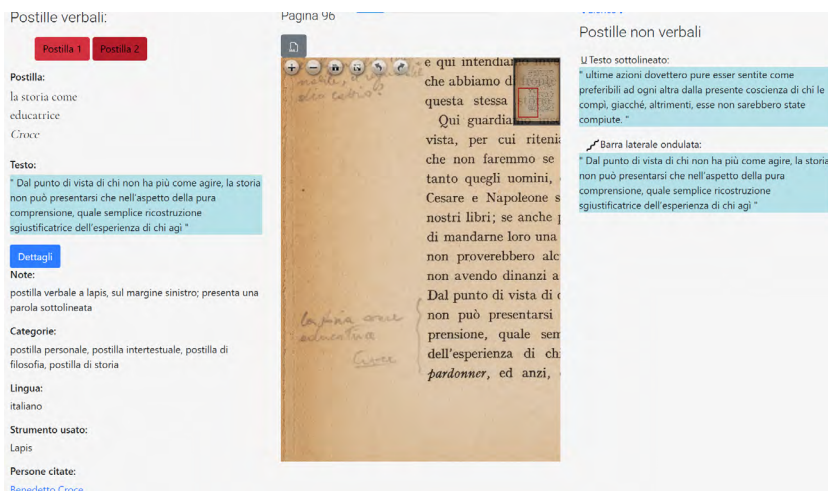 Postille verbali:
Postilla 1
Postilla 2
Postilla:
la storia come
educatrice
Croce
Testo:
" Dal punto di vista di chi non ha più come agire, la storia
non può presentarsi che nell'aspetto della pura
comprensione, quale semplice ricostruzione
sgiustificatrice dell'esperienza di chi agì "
Dettagli
Note:
postilla verbale a lapis, sul margine sinistro; presenta una
parola sottolineata
Categorie:
postilla personale, postilla intertestuale, postilla di
filosofia, postilla di storia
Lingua:
italiano
Strumento usato:
Lapis
Persone citate:
Benedetto Croce
Pagina 96
e qui intendiamo
che abbiamo di
questa stessa
Qui guardia
vista, per cui ritenia
che non faremmo se
tanto quegli uomini,
Cesare e Napoleone s
nostri libri; se anche
di mandarne loro una
non proverebbero alc
non avendo dinanzi a
Dal punto di vista di
non può presentarsi
prensione, quale sem
dell'esperienza di ch
pardonner, ed anzi,
la storia come
educatrice
Croce
Postille non verbali
U Testo sottolineato:
" ultime azioni dovettero pure esser sentite come
preferibili ad ogni altra dalla presente coscienza di chi le
compì, giacché, altrimenti, esse non sarebbero state
compiute. "
Barra laterale ondulata:
" Dal punto di vista di chi non ha più come agire, la storia
non può presentarsi che nell'aspetto della pura
comprensione, quale semplice ricostruzione
sgiustificatrice dell'esperienza di chi agì "